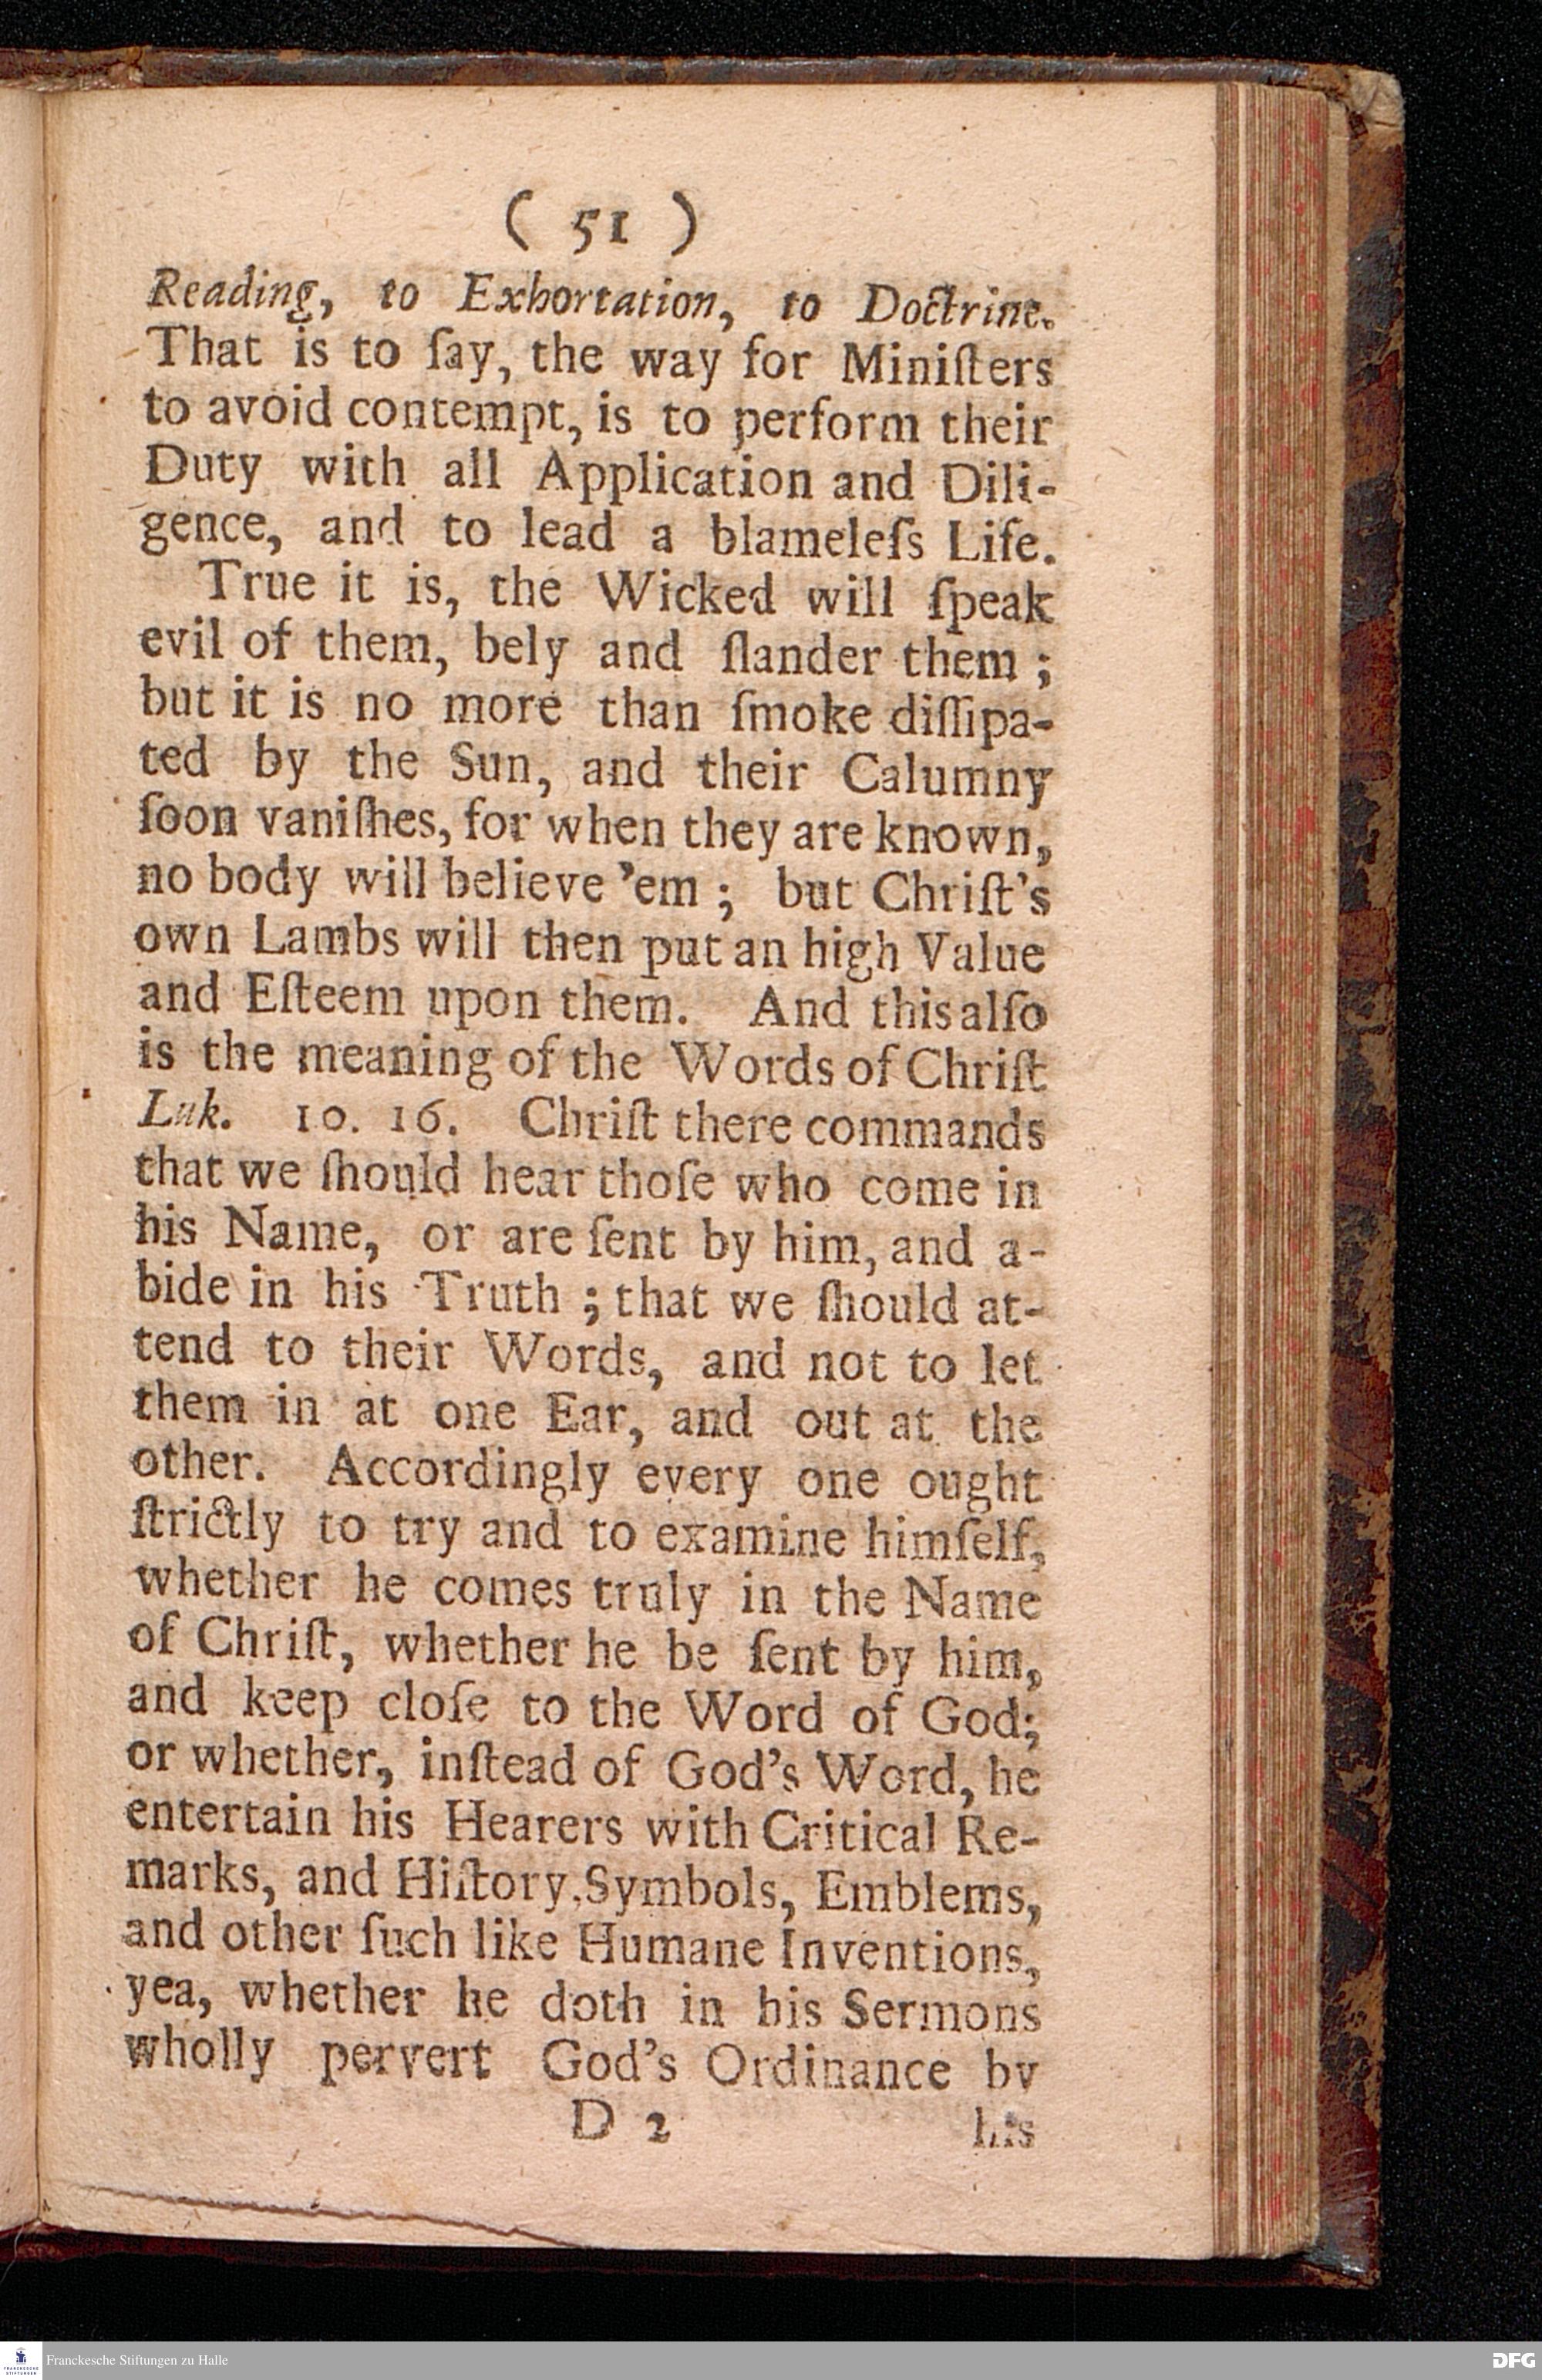 ( 51 )
Reading, to Exhortation, to Doctrine.
That is to ſay, the way for Miniſters
to avoid contempt, is to perform their
Duty with all Application and Dili-
gence, and to lead a blameleſs Life.
True it is, the Wicked will ſpeak
evil of them, bely and ſlander them ;
but it is no more than ſmoke diſſipa-
ted by the Sun, and their Calumny
ſoon vaniſhes, for when they are known,
no body will believe 'em ; but Chriſt's
own Lambs will then put an high Value
and Eſteem upon them. And this alſo
is the meaning of the Words of Chriſt
Luk. 10. 16. Chriſt there commands
that we ſhould hear thoſe who come in
his Name, or are ſent by him, and a-
bide in his Truth ; that we ſhould at-
tend to their Words, and not to let
them in at one Ear, and out at the
other. Accordingly every one ought
ſtrictly to try and to examine himſelf,
whether he comes truly in the Name
of Chriſt, whether he be ſent by him,
and keep cloſe to the Word of God;
or whether, inſtead of God's Word, he
entertain his Hearers with Critical Re-
marks, and Hiſtory, Symbols, Emblems,
and other ſuch like Humane Inventions,
yea, whether he doth in his Sermons
wholly pervert God's Ordinance by
D 2 his
FRANCKESCHE STIFTUNGEN
Franckesche Stiftungen zu Halle
DFG